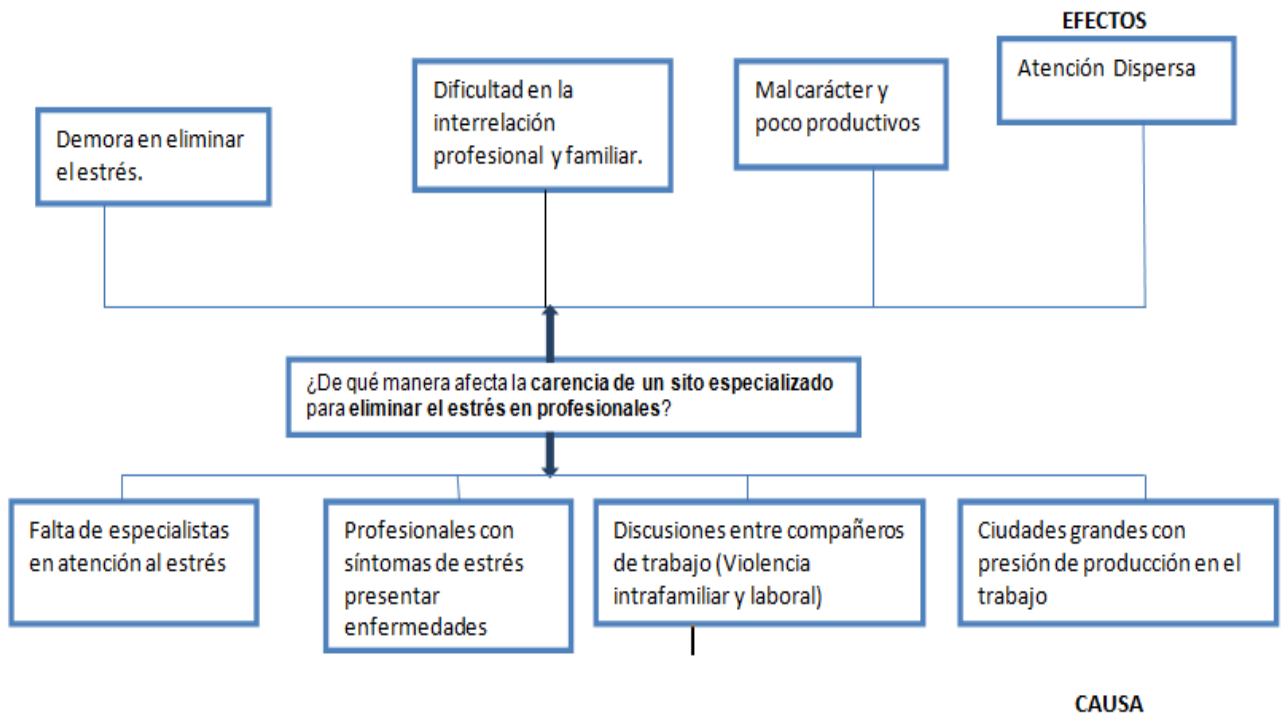 EFECTOS
Demora en eliminar
el estrés.
Dificultad en la
interrelación
profesional y familiar.
Mal carácter y
poco productivos
Atención Dispersa
¿De qué manera afecta la carencia de un sito especializado
para eliminar el estrés en profesionales?
Falta de especialistas
en atención al estrés
Profesionales con
síntomas de estrés
presentar
enfermedades
Discusiones entre compañeros
de trabajo (Violencia
intrafamiliar y laboral)
Ciudades grandes con
presión de producción en el
trabajo
CAUSA